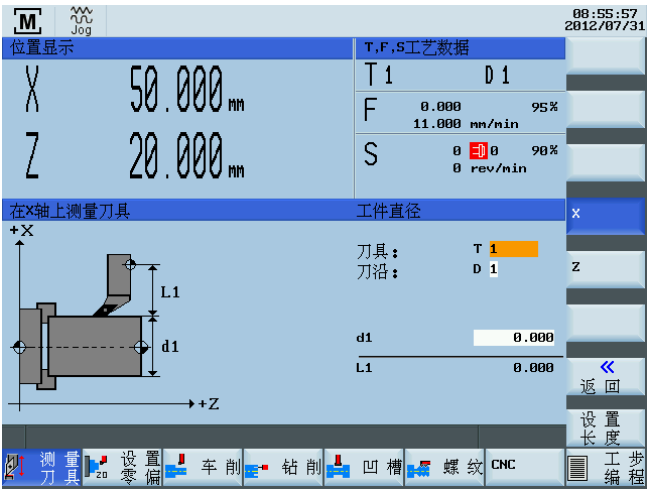 M
Jog
08:55:57
2012/07/31
位置显示
T,F,S工艺数据
X 50.000 mm
T 1 D 1
F 0.000 95%
11.000 mm/min
Z 20.000 mm
S 0 0 90%
0 rev/min
在X轴上测量刀具
工件直径
X
+X
刀具: T 1
刀沿: D 1
Z
L1
d1
d1 0.000
L1 0.000
«
返 回
+Z
设 置
长 度
测 量
刀 具
设 置
零 偏
车 削
钻 削
凹 槽
螺 纹
CNC
工 步
编 程